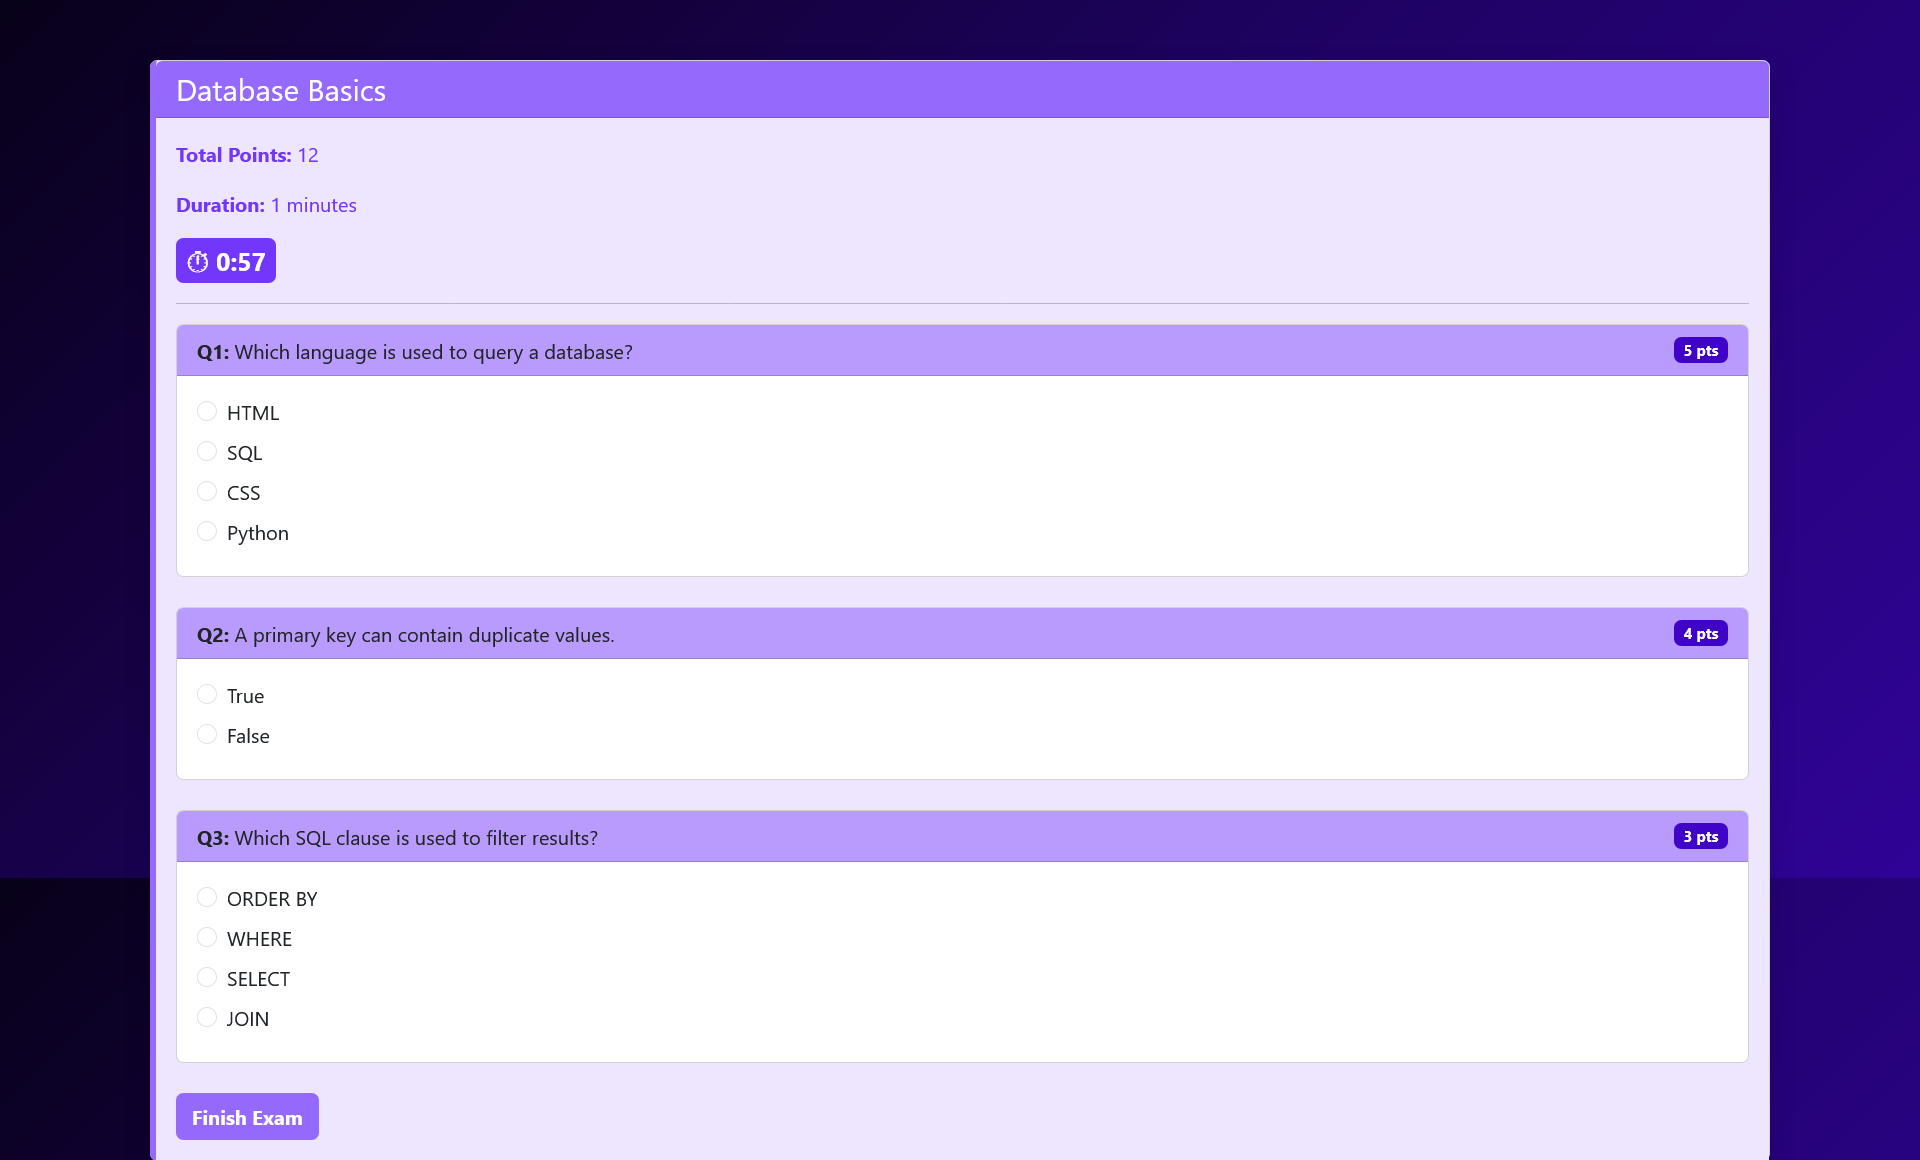 Database Basics
Total Points: 12
Duration: 1 minutes
⏱ 0:57
Q1: Which language is used to query a database? 5 pts
HTML
SQL
CSS
Python
Q2: A primary key can contain duplicate values. 4 pts
True
False
Q3: Which SQL clause is used to filter results? 3 pts
ORDER BY
WHERE
SELECT
JOIN
Finish Exam